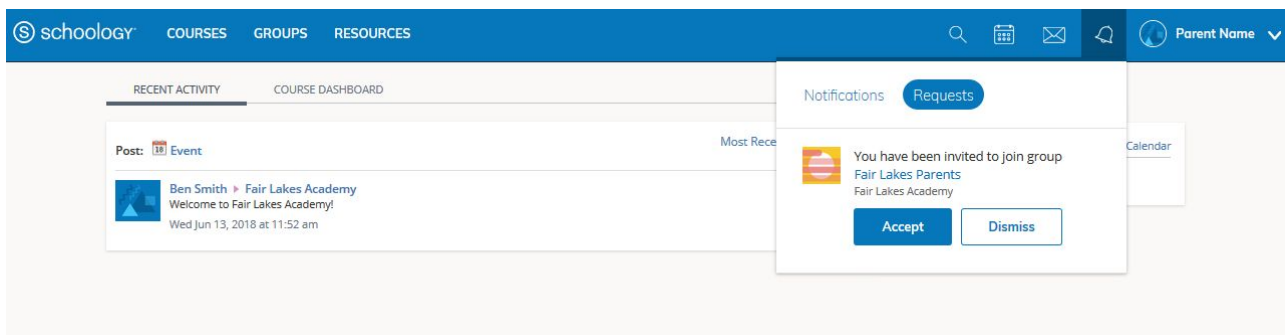 schoology COURSES GROUPS RESOURCES Parent Name
RECENT ACTIVITY COURSE DASHBOARD
Notifications Requests
Post: 18 Event Most Rece
Calendar
You have been invited to join group
Fair Lakes Parents
Fair Lakes Academy
Accept Dismiss
Ben Smith Fair Lakes Academy
Welcome to Fair Lakes Academy!
Wed Jun 13, 2018 at 11:52 am